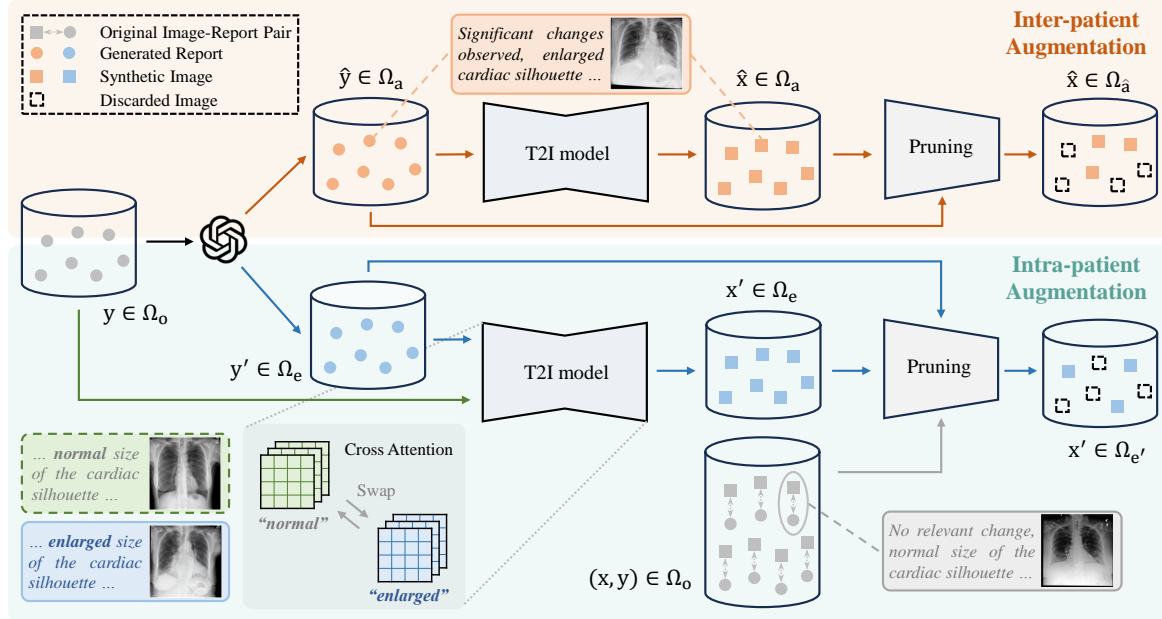 Original Image-Report Pair
Generated Report
Synthetic Image
Discarded Image
Significant changes
observed, enlarged
cardiac silhouette ...
Inter-patient
Augmentation
ŷ ∈ Ωₐ
x̂ ∈ Ωₐ
x̂ ∈ Ω_â
T2I model
Pruning
y ∈ Ωₒ
Intra-patient
Augmentation
y′ ∈ Ωₑ
x′ ∈ Ωₑ
T2I model
Pruning
x′ ∈ Ω_e′
... normal size
of the cardiac
silhouette ...
... enlarged size
of the cardiac
silhouette ...
Cross Attention
Swap
“normal”
“enlarged”
(x, y) ∈ Ωₒ
No relevant change,
normal size of the
cardiac silhouette ...